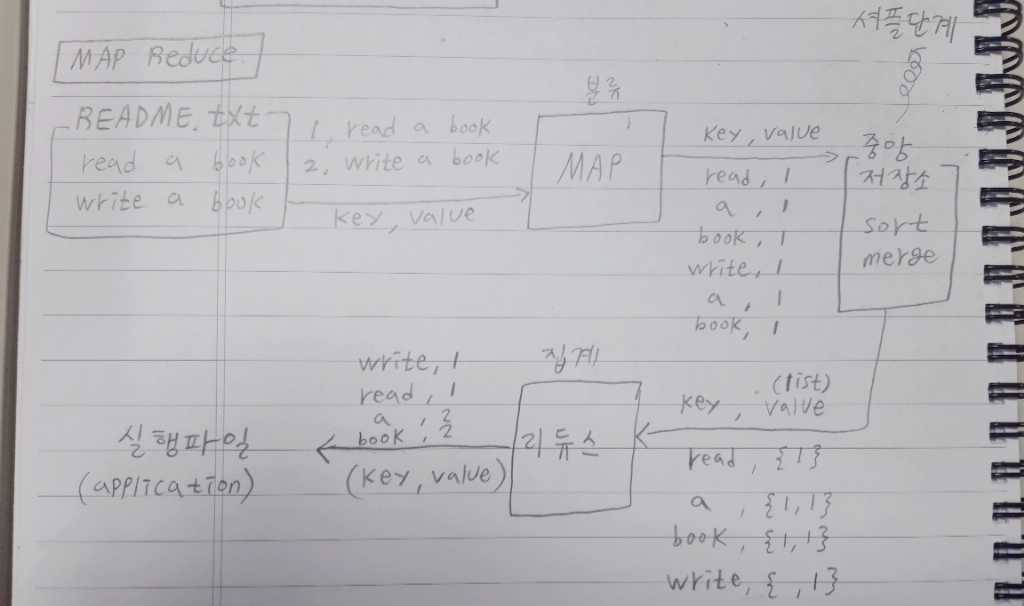 셔플단계
MAP Reduce
README.txt
read a book
write a book
1, read a book
2, write a book
key, value
분류
MAP
key, value
read, 1
a, 1
book, 1
write, 1
a, 1
book, 1
중앙
저장소
sort
merge
(list)
key, value
read, {1}
a, {1,1}
book, {1,1}
write, { ,1}
집계
리듀스
write, 1
read, 1
a, 2
book, 2
(key, value)
실행파일
(application)